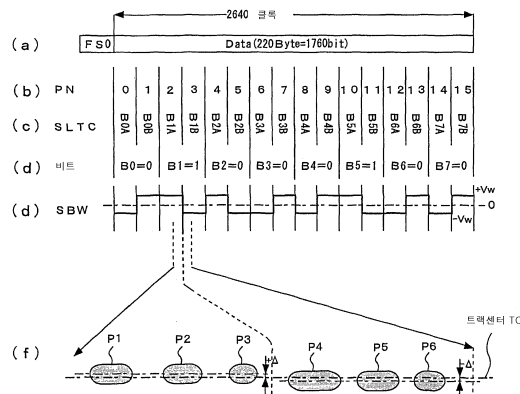 2640 클록
(a) FS0 Data(220Byte=1760bit)
(b) PN 0 1 2 3 4 5 6 7 8 9 10 11 12 13 14 15
(c) SLTC B0A B0B B1A B1B B2A B2B B3A B3B B4A B4B B5A B5B B6A B6B B7A B7B
(d) 비트 B0=0 B1=1 B2=0 B3=0 B4=0 B5=1 B6=0 B7=0
(d) SBW +Vw 0 -Vw
트랙센터 TC
(f) P1 P2 P3 +Δ P4 P5 P6 -Δ